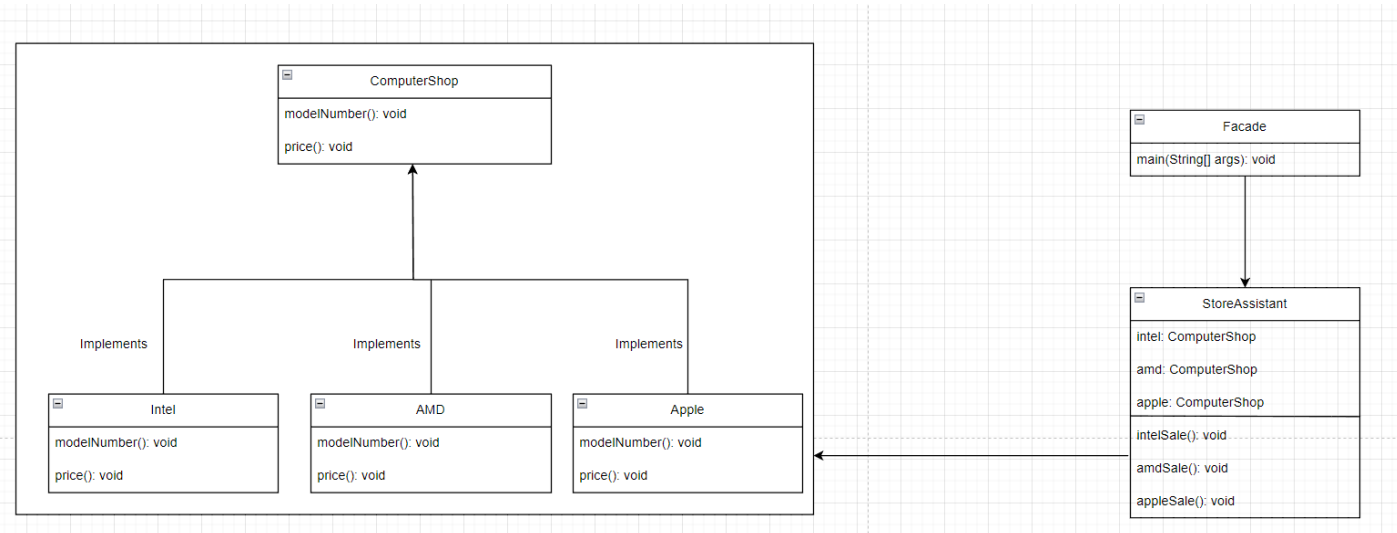 ComputerShop
modelNumber(): void
price(): void
Implements
Implements
Implements
Intel
modelNumber(): void
price(): void
AMD
modelNumber(): void
price(): void
Apple
modelNumber(): void
price(): void
Facade
main(String[] args): void
StoreAssistant
intel: ComputerShop
amd: ComputerShop
apple: ComputerShop
intelSale(): void
amdSale(): void
appleSale(): void